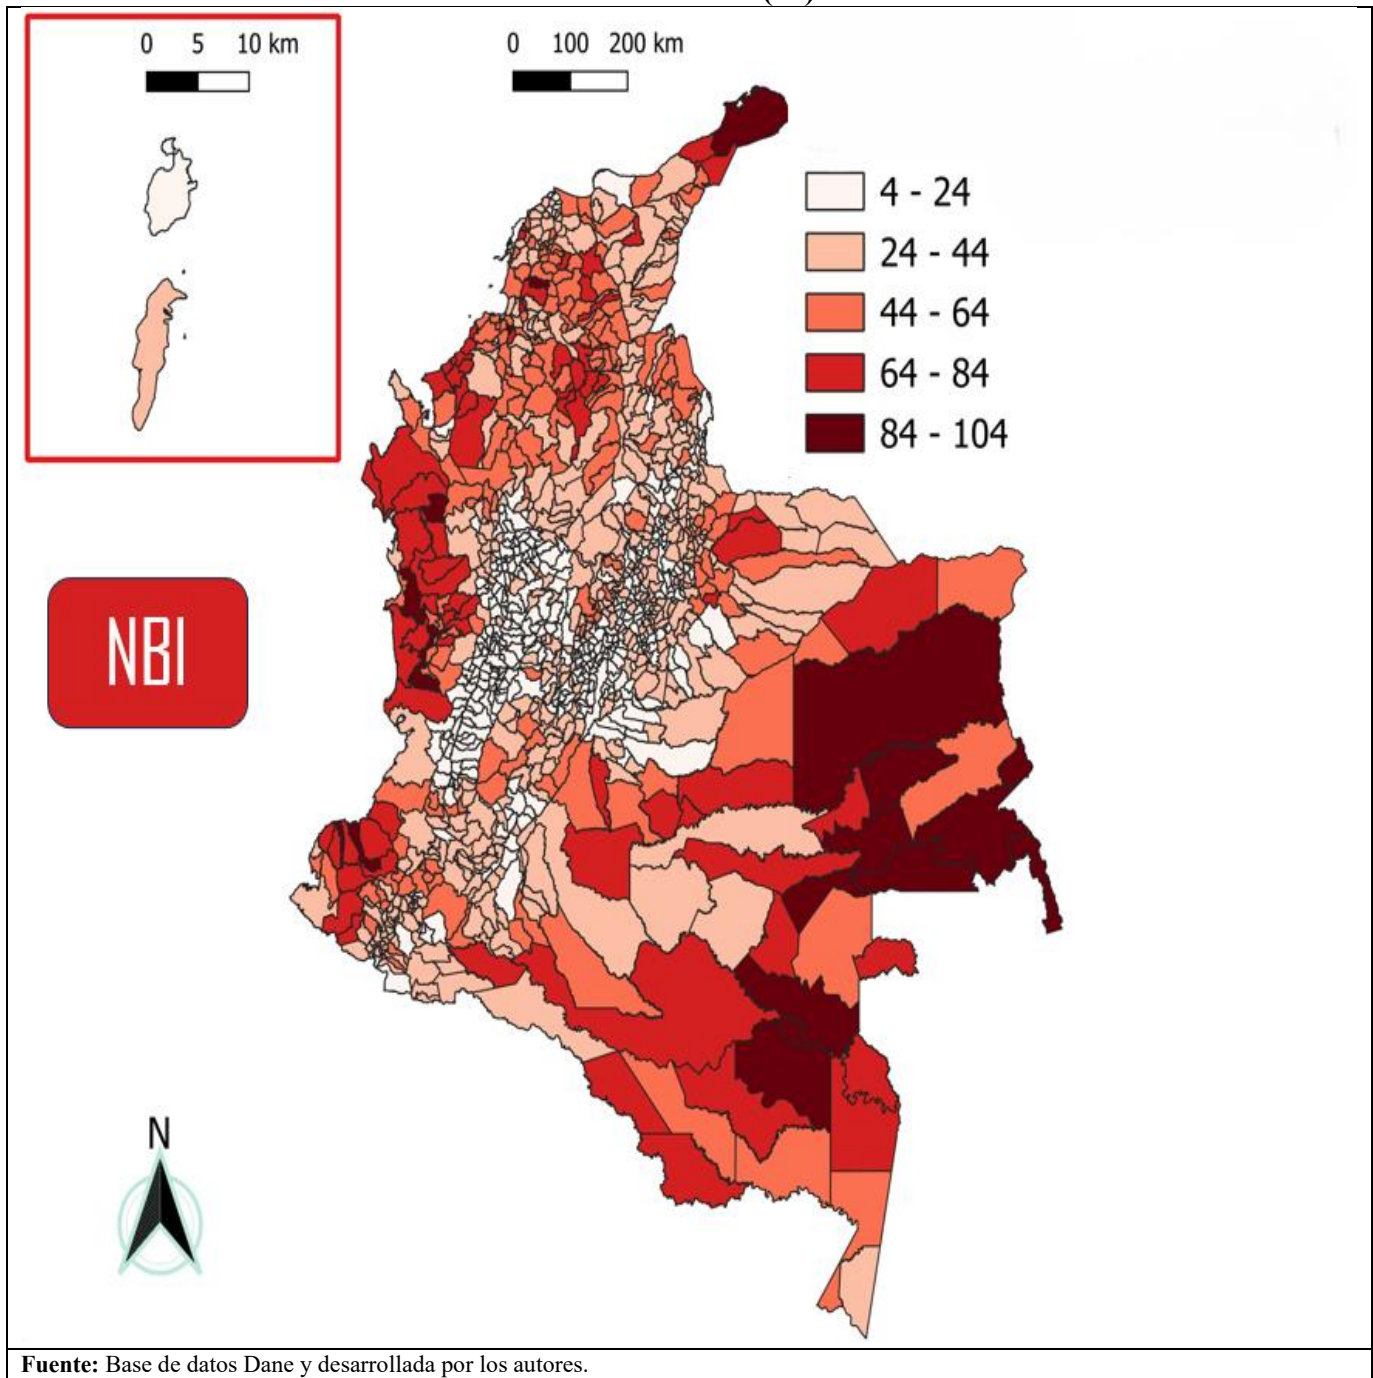 0 5 10 km
0 100 200 km
4 - 24
24 - 44
44 - 64
64 - 84
84 - 104
NBI
N
Fuente: Base de datos Dane y desarrollada por los autores.